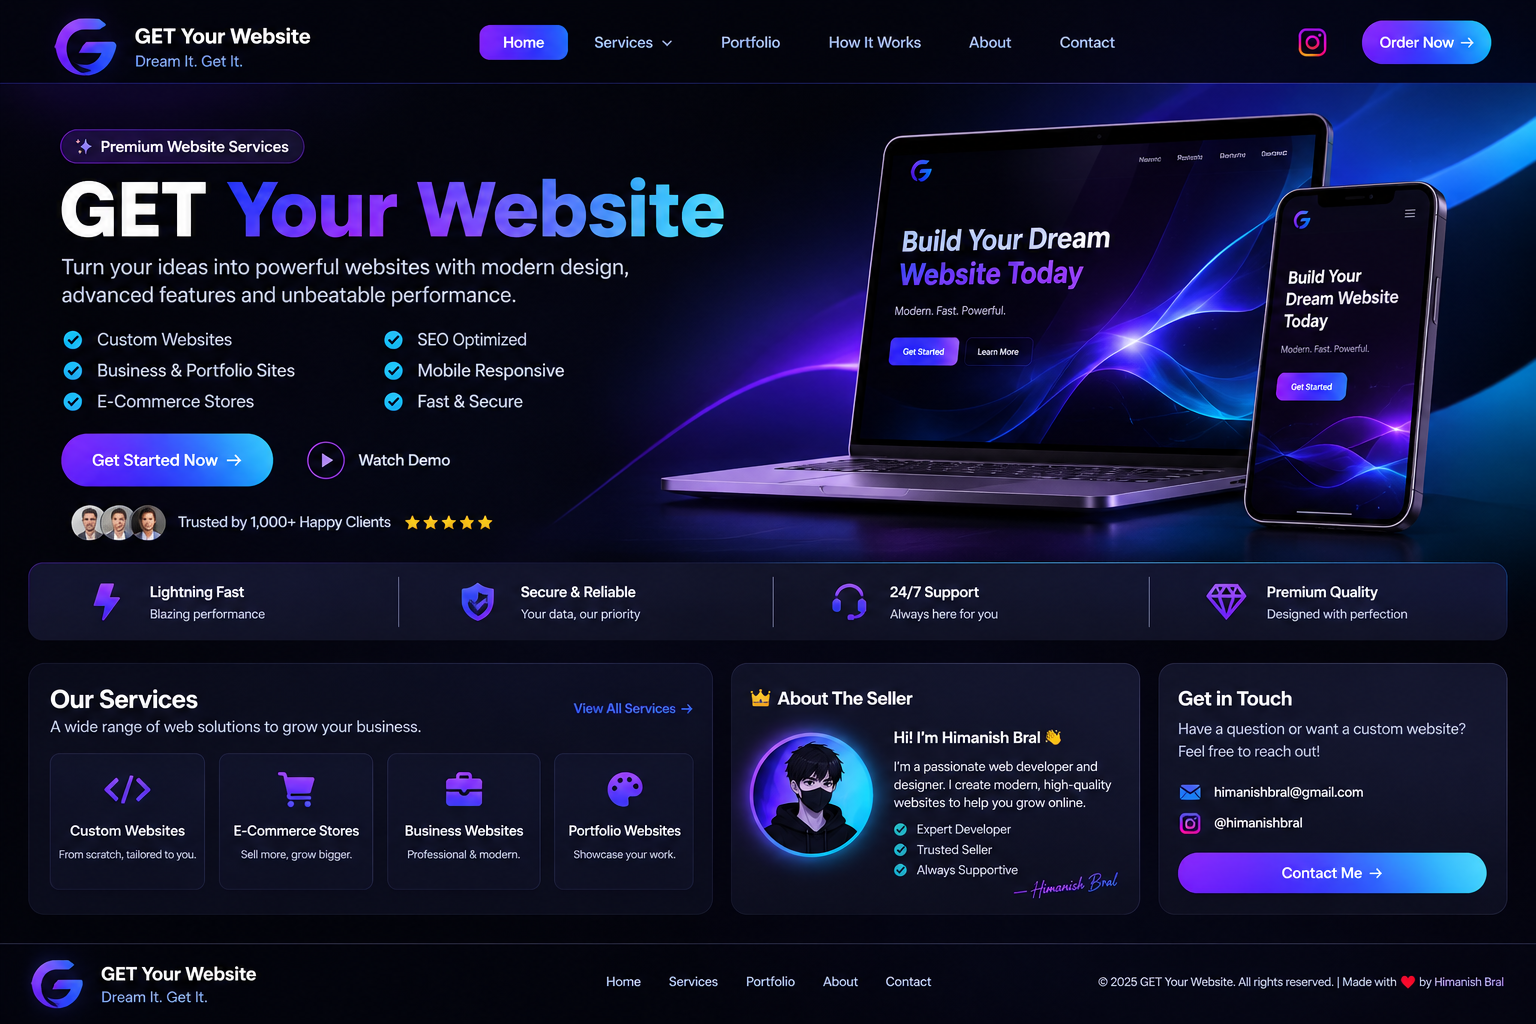 GET Your Website
Dream It. Get It.
Home
Services
Portfolio
How It Works
About
Contact
Order Now →
Premium Website Services
GET Your Website
Turn your ideas into powerful websites with modern design,
advanced features and unbeatable performance.
Custom Websites
SEO Optimized
Business & Portfolio Sites
Mobile Responsive
E-Commerce Stores
Fast & Secure
Get Started Now →
Watch Demo
Trusted by 1,000+ Happy Clients
Build Your Dream
Website Today
Modern. Fast. Powerful.
Get Started
Learn More
Build Your
Dream Website
Today
Modern. Fast. Powerful.
Get Started
Lightning Fast
Blazing performance
Secure & Reliable
Your data, our priority
24/7 Support
Always here for you
Premium Quality
Designed with perfection
Our Services
A wide range of web solutions to grow your business.
View All Services →
Custom Websites
From scratch, tailored to you.
E-Commerce Stores
Sell more, grow bigger.
Business Websites
Professional & modern.
Portfolio Websites
Showcase your work.
About The Seller
Hi! I'm Himanish Bral 👋
I'm a passionate web developer and
designer. I create modern, high-quality
websites to help you grow online.
Expert Developer
Trusted Seller
Always Supportive
— Himanish Bral
Get in Touch
Have a question or want a custom website?
Feel free to reach out!
himanishbral@gmail.com
@himanishbral
Contact Me →
GET Your Website
Dream It. Get It.
Home
Services
Portfolio
About
Contact
© 2025 GET Your Website. All rights reserved. | Made with ❤️ by Himanish Bral